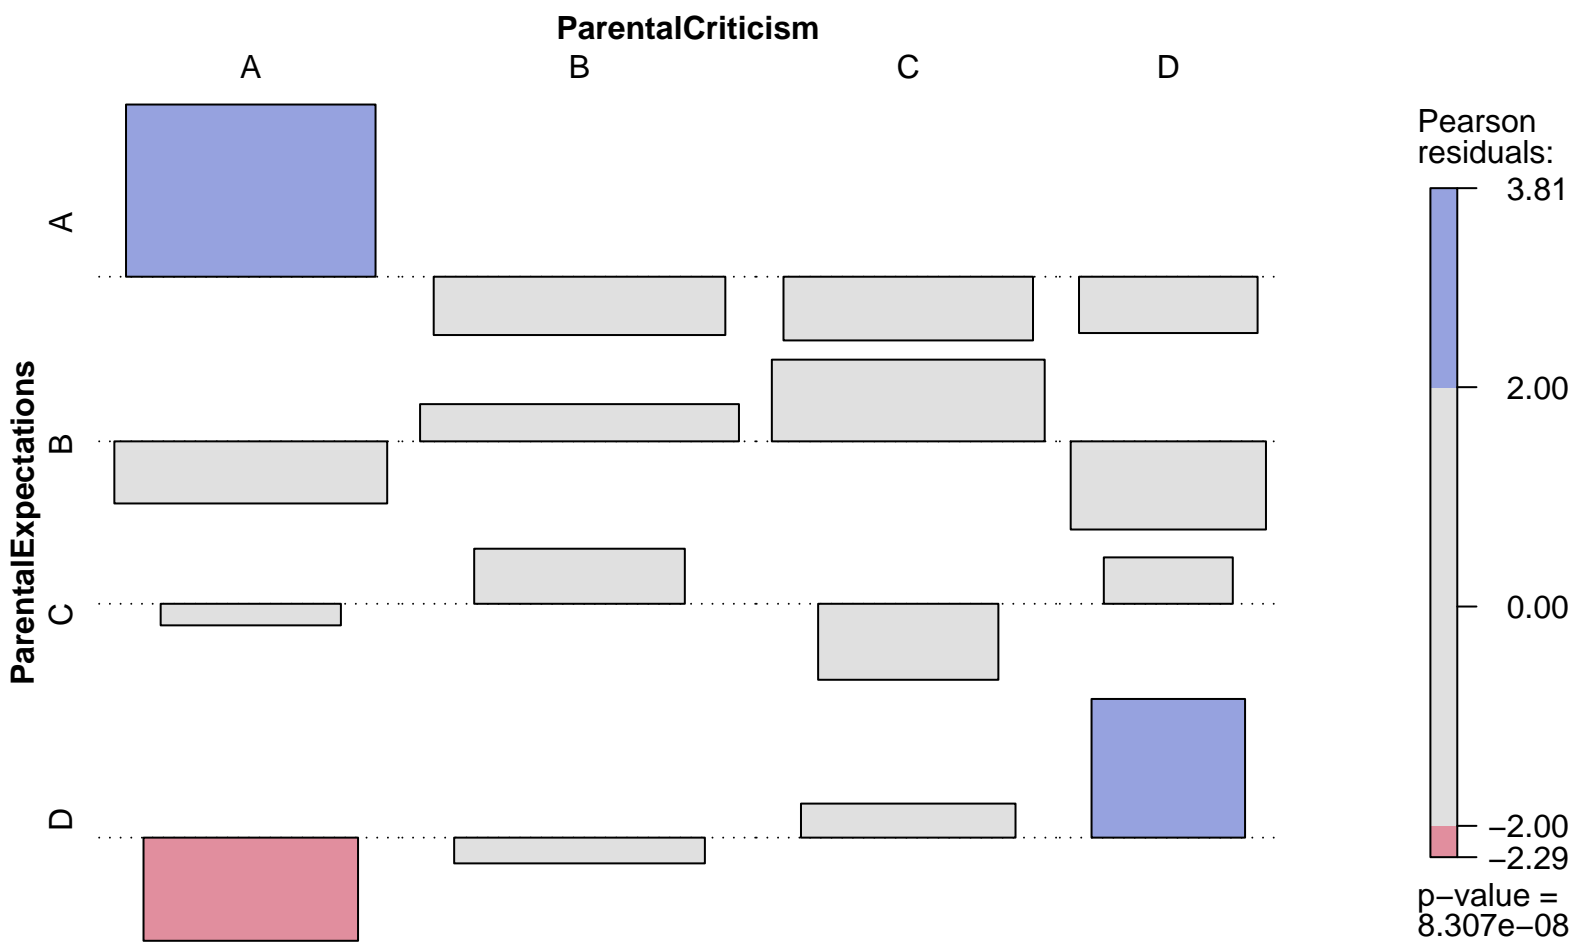 ParentalCriticism
A B C D
ParentalExpectations
A
B
C
D
Pearson
residuals:
3.81
2.00
0.00
−2.00
−2.29
p−value =
8.307e−08